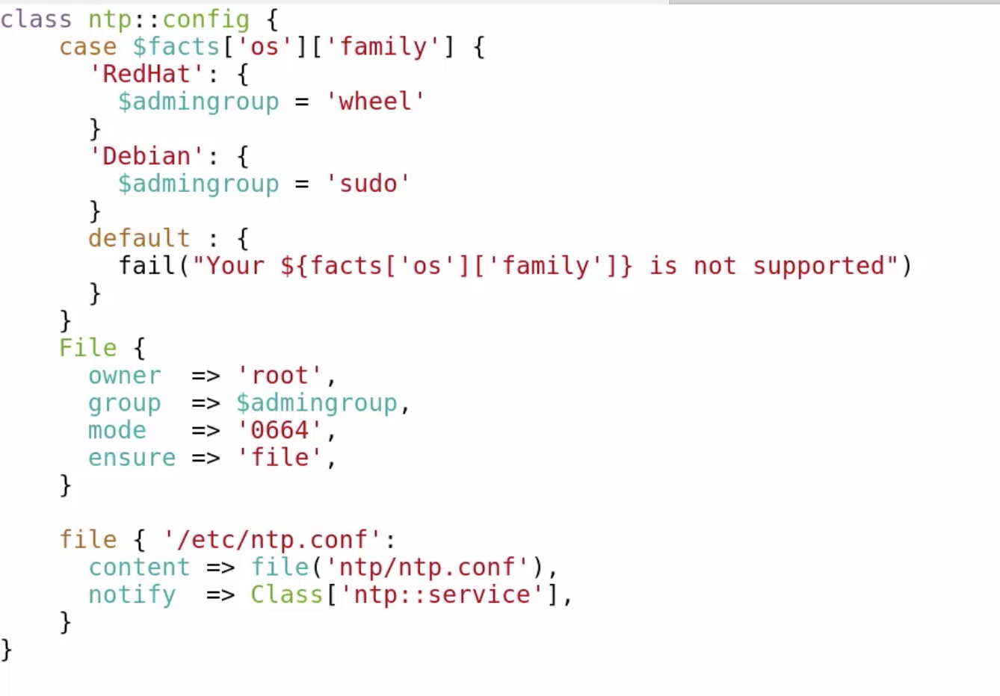 class ntp::config {
    case $facts['os']['family'] {
      'RedHat': {
        $admingroup = 'wheel'
      }
      'Debian': {
        $admingroup = 'sudo'
      }
      default : {
        fail("Your ${facts['os']['family']} is not supported")
      }
    }
    File {
      owner  => 'root',
      group  => $admingroup,
      mode   => '0664',
      ensure => 'file',
    }

    file { '/etc/ntp.conf':
      content => file('ntp/ntp.conf'),
      notify  => Class['ntp::service'],
    }
}